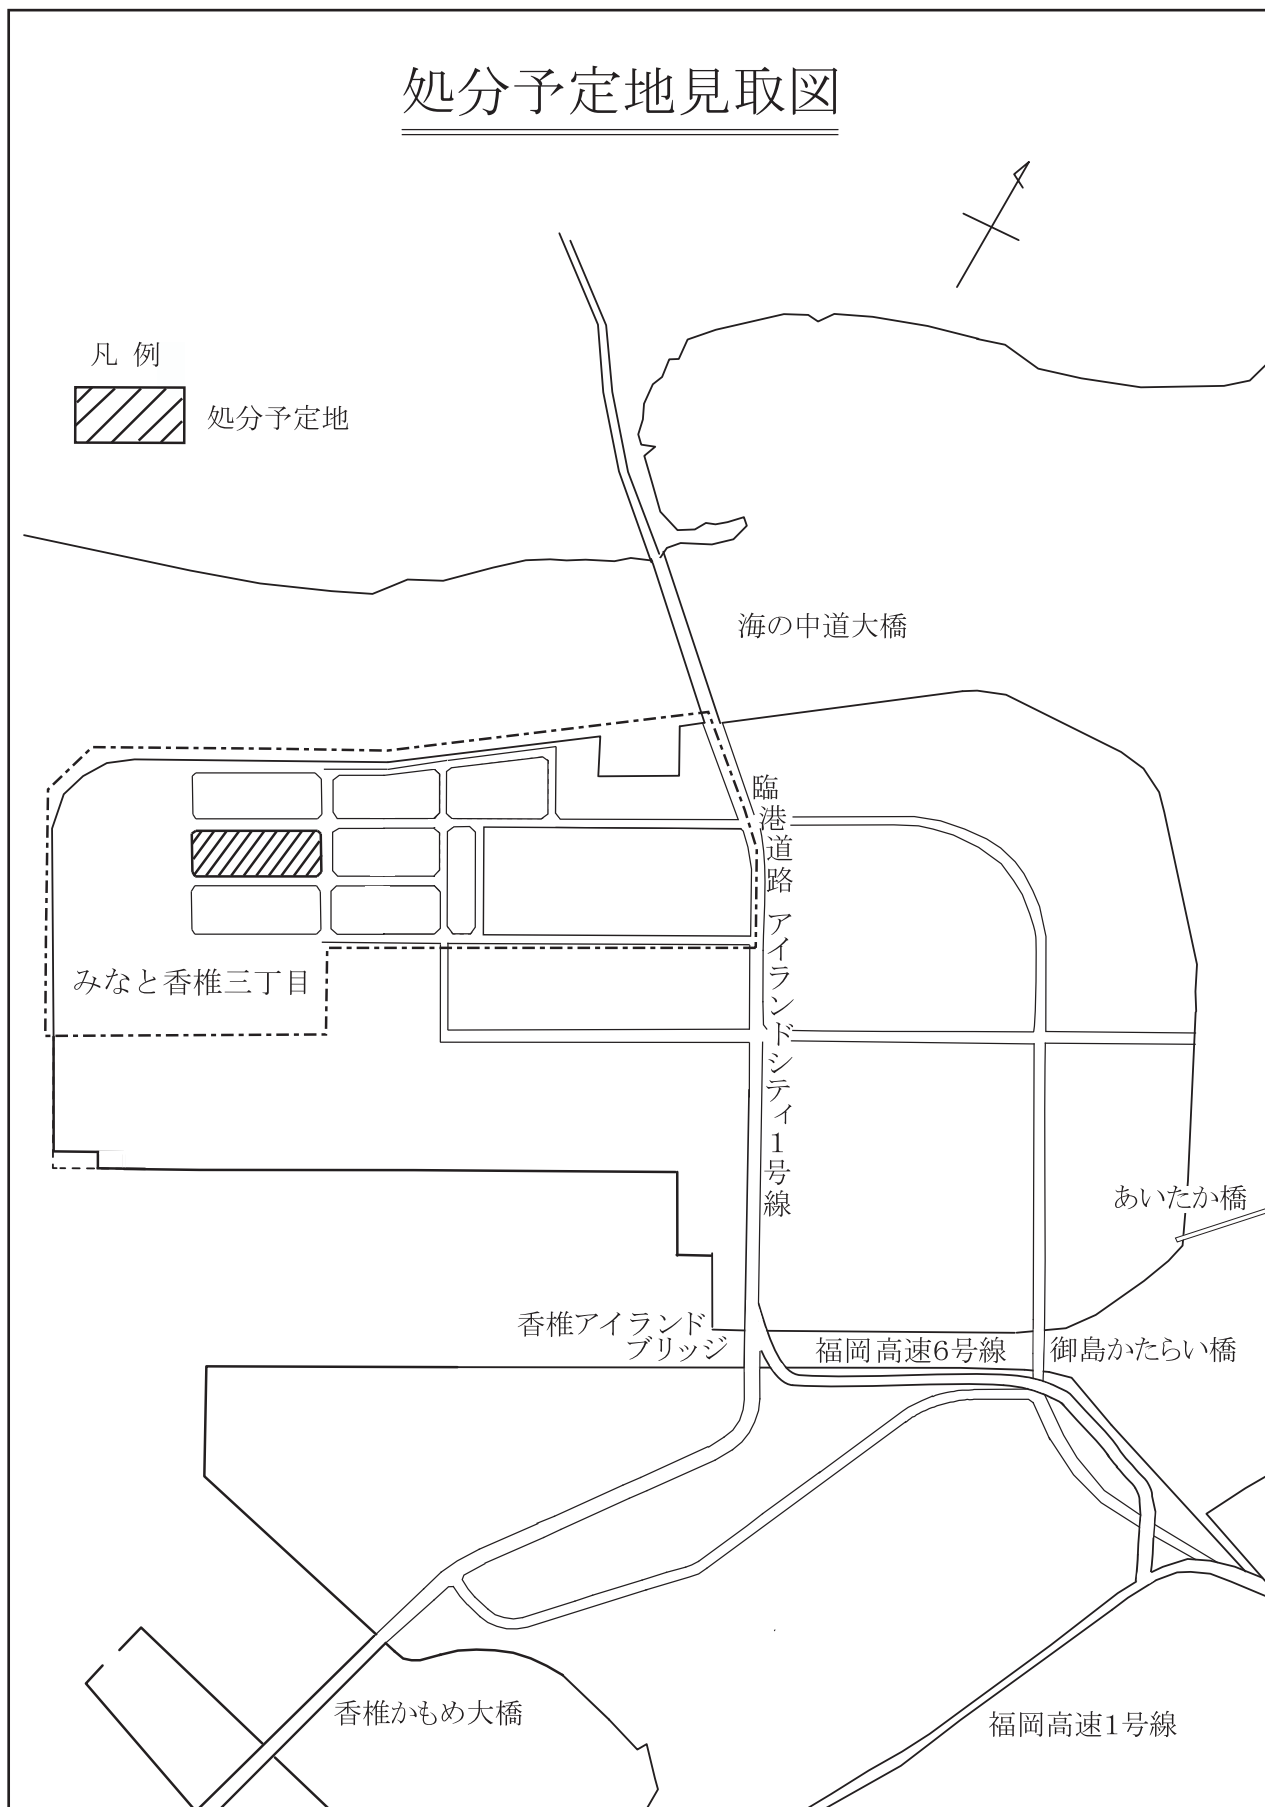 処分予定地見取図
凡 例
処分予定地
海の中道大橋
臨港道路 アイランドシティ1号線
みなと香椎三丁目
あいたか橋
香椎アイランド
ブリッジ
福岡高速6号線
御島かたらい橋
香椎かもめ大橋
福岡高速1号線